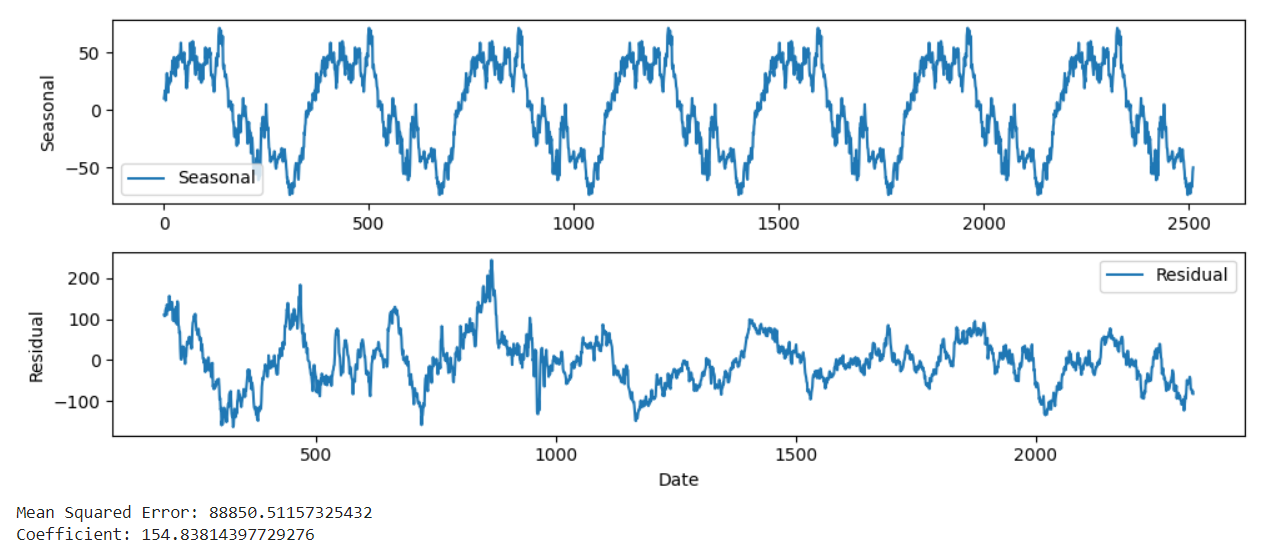 50
Seasonal
0
−50
Seasonal
0 500 1000 1500 2000 2500
Residual
200
100
Residual
0
−100
500 1000 1500 2000
Date
Mean Squared Error: 88850.51157325432
Coefficient: 154.83814397729276